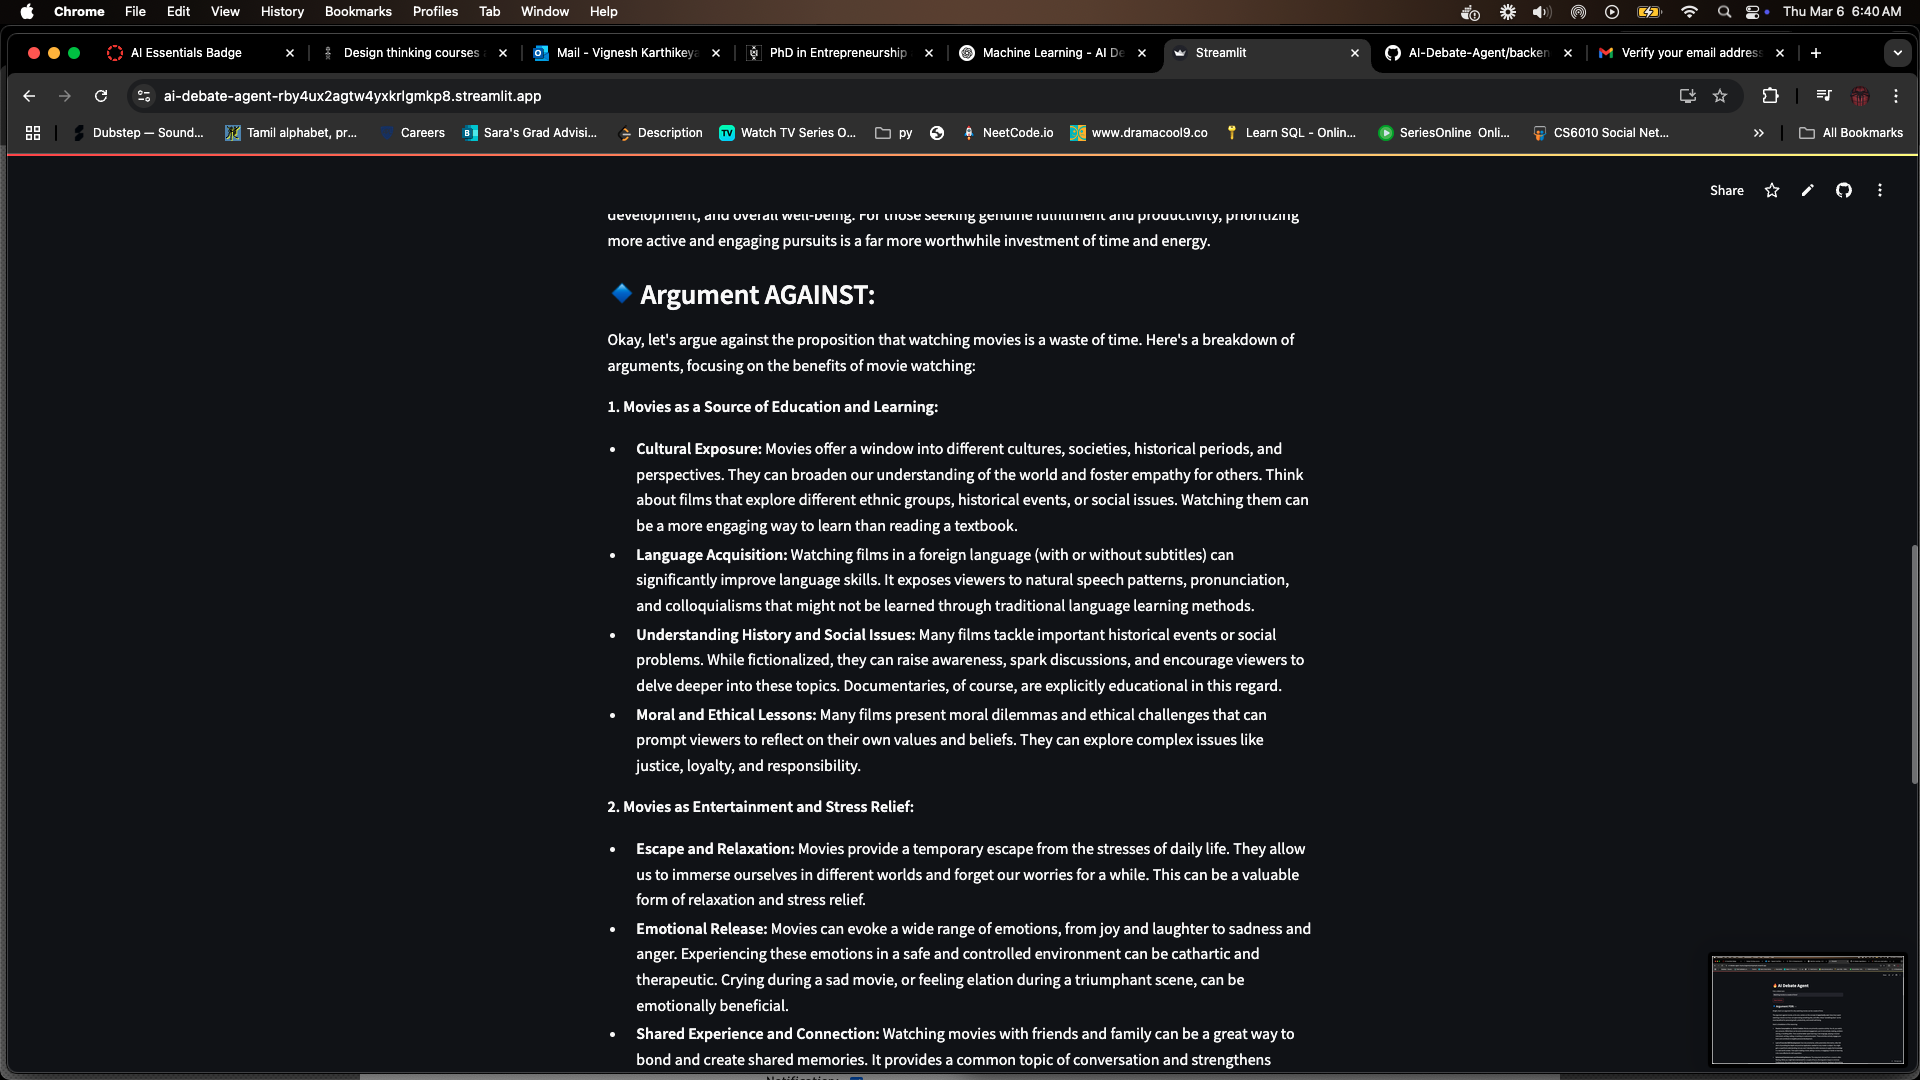 Chrome File Edit View History Bookmarks Profiles Tab Window Help Thu Mar 6 6:40 AM
AI Essentials Badge Design thinking courses Mail - Vignesh Karthikeya PhD in Entrepreneurship Machine Learning - AI De Streamlit AI-Debate-Agent/backen Verify your email address
ai-debate-agent-rby4ux2agtw4yxkrlgmkp8.streamlit.app
Dubstep — Sound... Tamil alphabet, pr... Careers Sara's Grad Advisi... Description Watch TV Series O... py NeetCode.io www.dramacool9.co Learn SQL - Onlin... SeriesOnline Onli... CS6010 Social Net... » All Bookmarks
Share
development, and overall well-being. For those seeking genuine fulfillment and productivity, prioritizing
more active and engaging pursuits is a far more worthwhile investment of time and energy.
Argument AGAINST:
Okay, let's argue against the proposition that watching movies is a waste of time. Here's a breakdown of
arguments, focusing on the benefits of movie watching:
1. Movies as a Source of Education and Learning:
• Cultural Exposure: Movies offer a window into different cultures, societies, historical periods, and
perspectives. They can broaden our understanding of the world and foster empathy for others. Think
about films that explore different ethnic groups, historical events, or social issues. Watching them can
be a more engaging way to learn than reading a textbook.
• Language Acquisition: Watching films in a foreign language (with or without subtitles) can
significantly improve language skills. It exposes viewers to natural speech patterns, pronunciation,
and colloquialisms that might not be learned through traditional language learning methods.
• Understanding History and Social Issues: Many films tackle important historical events or social
problems. While fictionalized, they can raise awareness, spark discussions, and encourage viewers to
delve deeper into these topics. Documentaries, of course, are explicitly educational in this regard.
• Moral and Ethical Lessons: Many films present moral dilemmas and ethical challenges that can
prompt viewers to reflect on their own values and beliefs. They can explore complex issues like
justice, loyalty, and responsibility.
2. Movies as Entertainment and Stress Relief:
• Escape and Relaxation: Movies provide a temporary escape from the stresses of daily life. They allow
us to immerse ourselves in different worlds and forget our worries for a while. This can be a valuable
form of relaxation and stress relief.
• Emotional Release: Movies can evoke a wide range of emotions, from joy and laughter to sadness and
anger. Experiencing these emotions in a safe and controlled environment can be cathartic and
therapeutic. Crying during a sad movie, or feeling elation during a triumphant scene, can be
emotionally beneficial.
• Shared Experience and Connection: Watching movies with friends and family can be a great way to
bond and create shared memories. It provides a common topic of conversation and strengthens
AI Debate Agent